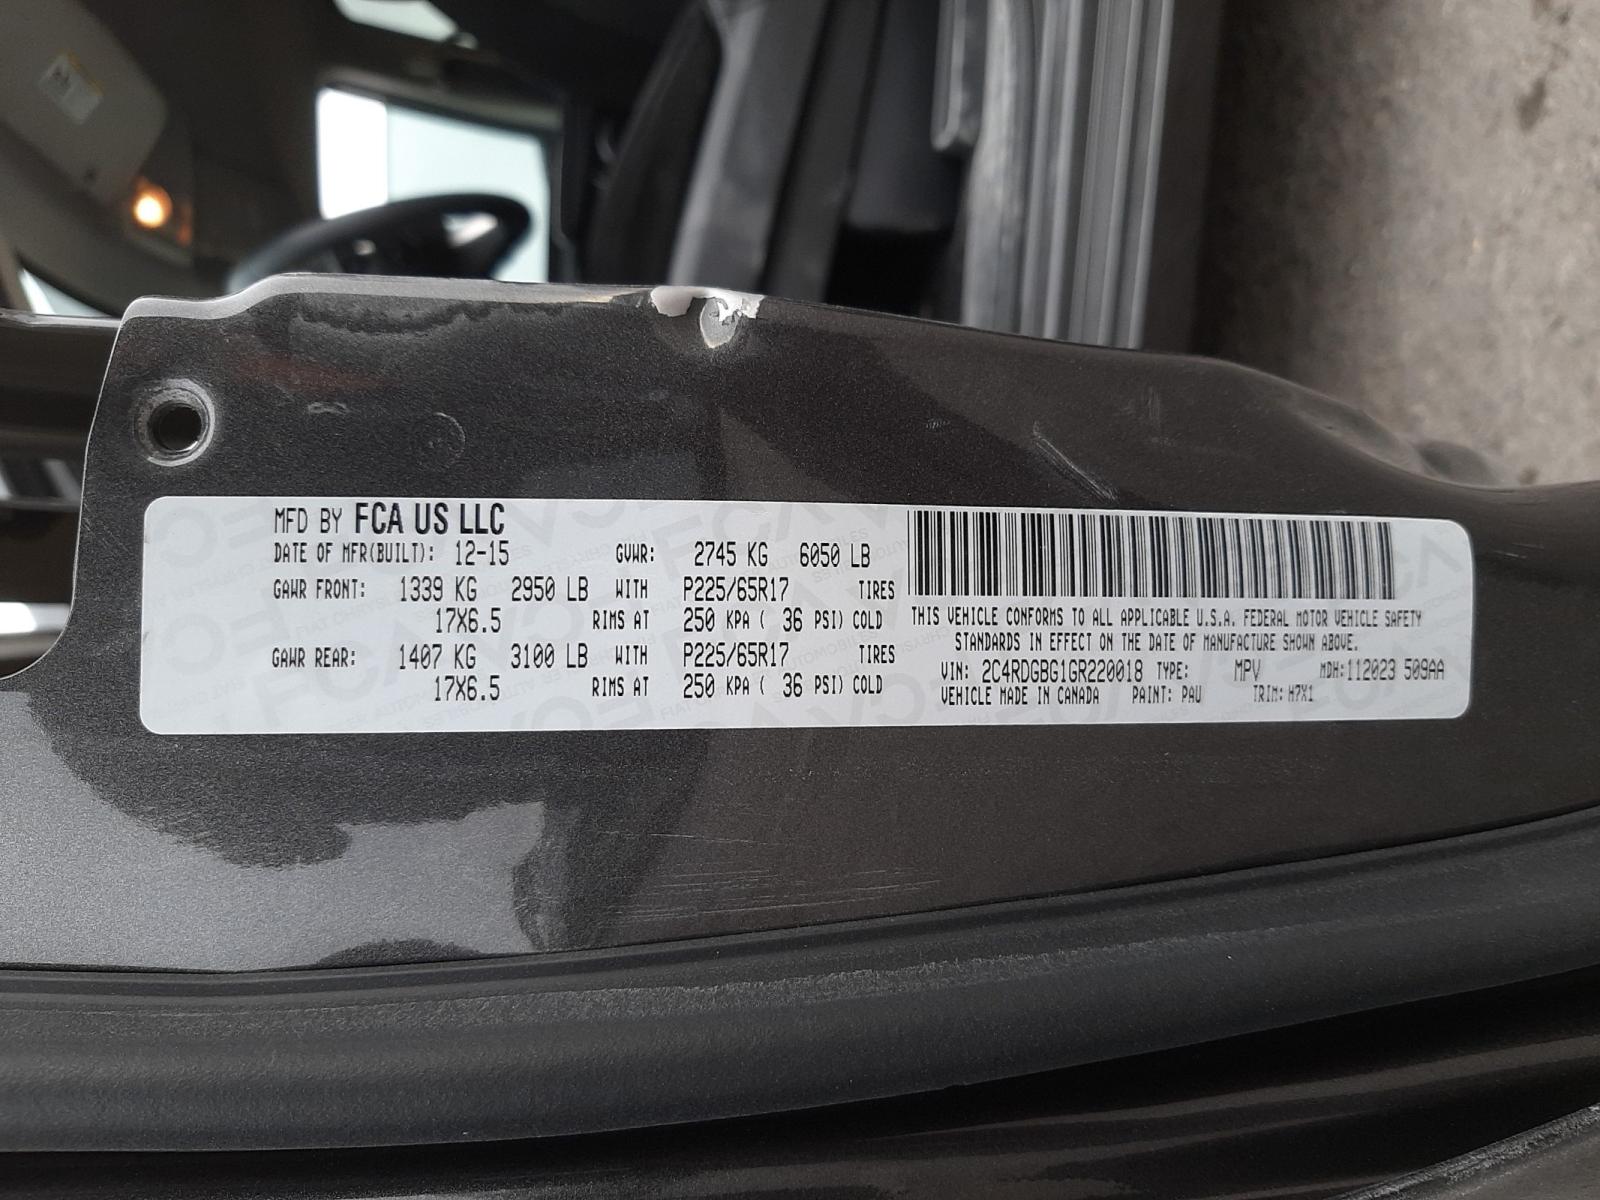 MFD BY FCA US LLC
DATE OF MFR(BUILT): 12-15 GVWR: 2745 KG 6050 LB
GAWR FRONT: 1339 KG 2950 LB WITH P225/65R17 TIRES
17X6.5 RIMS AT 250 KPA ( 36 PSI) COLD
GAWR REAR: 1407 KG 3100 LB WITH P225/65R17 TIRES
17X6.5 RIMS AT 250 KPA ( 36 PSI) COLD
THIS VEHICLE CONFORMS TO ALL APPLICABLE U.S.A. FEDERAL MOTOR VEHICLE SAFETY
STANDARDS IN EFFECT ON THE DATE OF MANUFACTURE SHOWN ABOVE.
VIN: 2C4RDGBG1GR220018 TYPE: MPV MDH:112023 509AA
VEHICLE MADE IN CANADA PAINT: PAU TRIM: H7X1